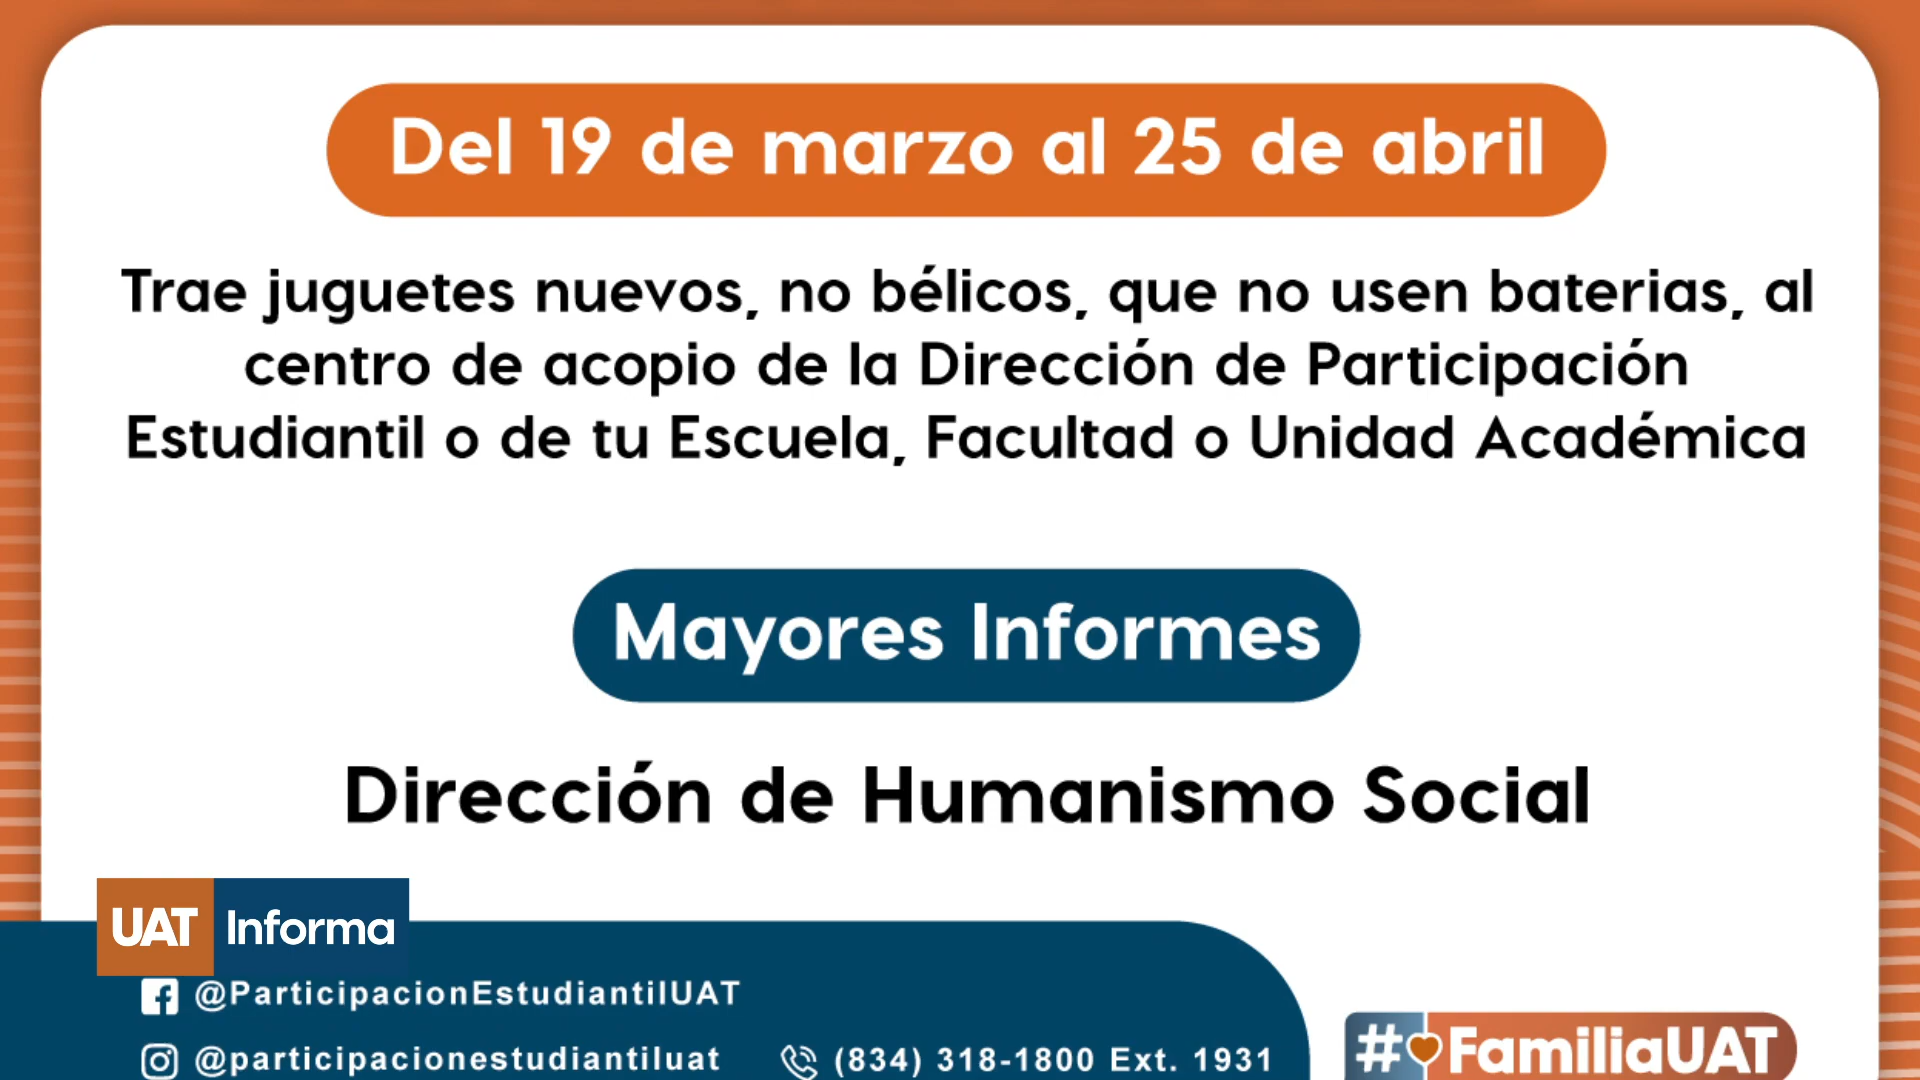 Del 19 de marzo al 25 de abril
Trae juguetes nuevos, no bélicos, que no usen baterias, al
centro de acopio de la Dirección de Participación
Estudiantil o de tu Escuela, Facultad o Unidad Académica
Mayores Informes
Dirección de Humanismo Social
UAT Informa
@ParticipacionEstudiantilUAT
@participacionestudiantiluat
(834) 318-1800 Ext. 1931
#FamiliaUAT